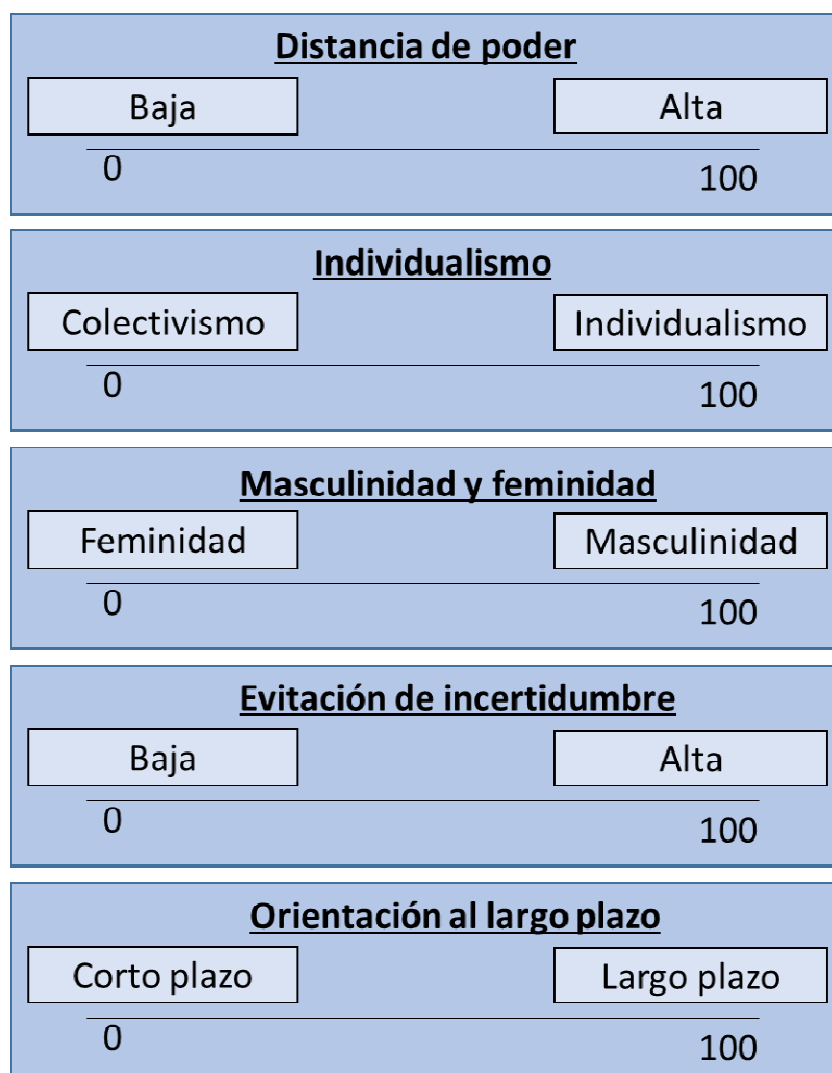 Distancia de poder
Baja Alta
0 100
Individualismo
Colectivismo Individualismo
0 100
Masculinidad y feminidad
Feminidad Masculinidad
0 100
Evitación de incertidumbre
Baja Alta
0 100
Orientación al largo plazo
Corto plazo Largo plazo
0 100